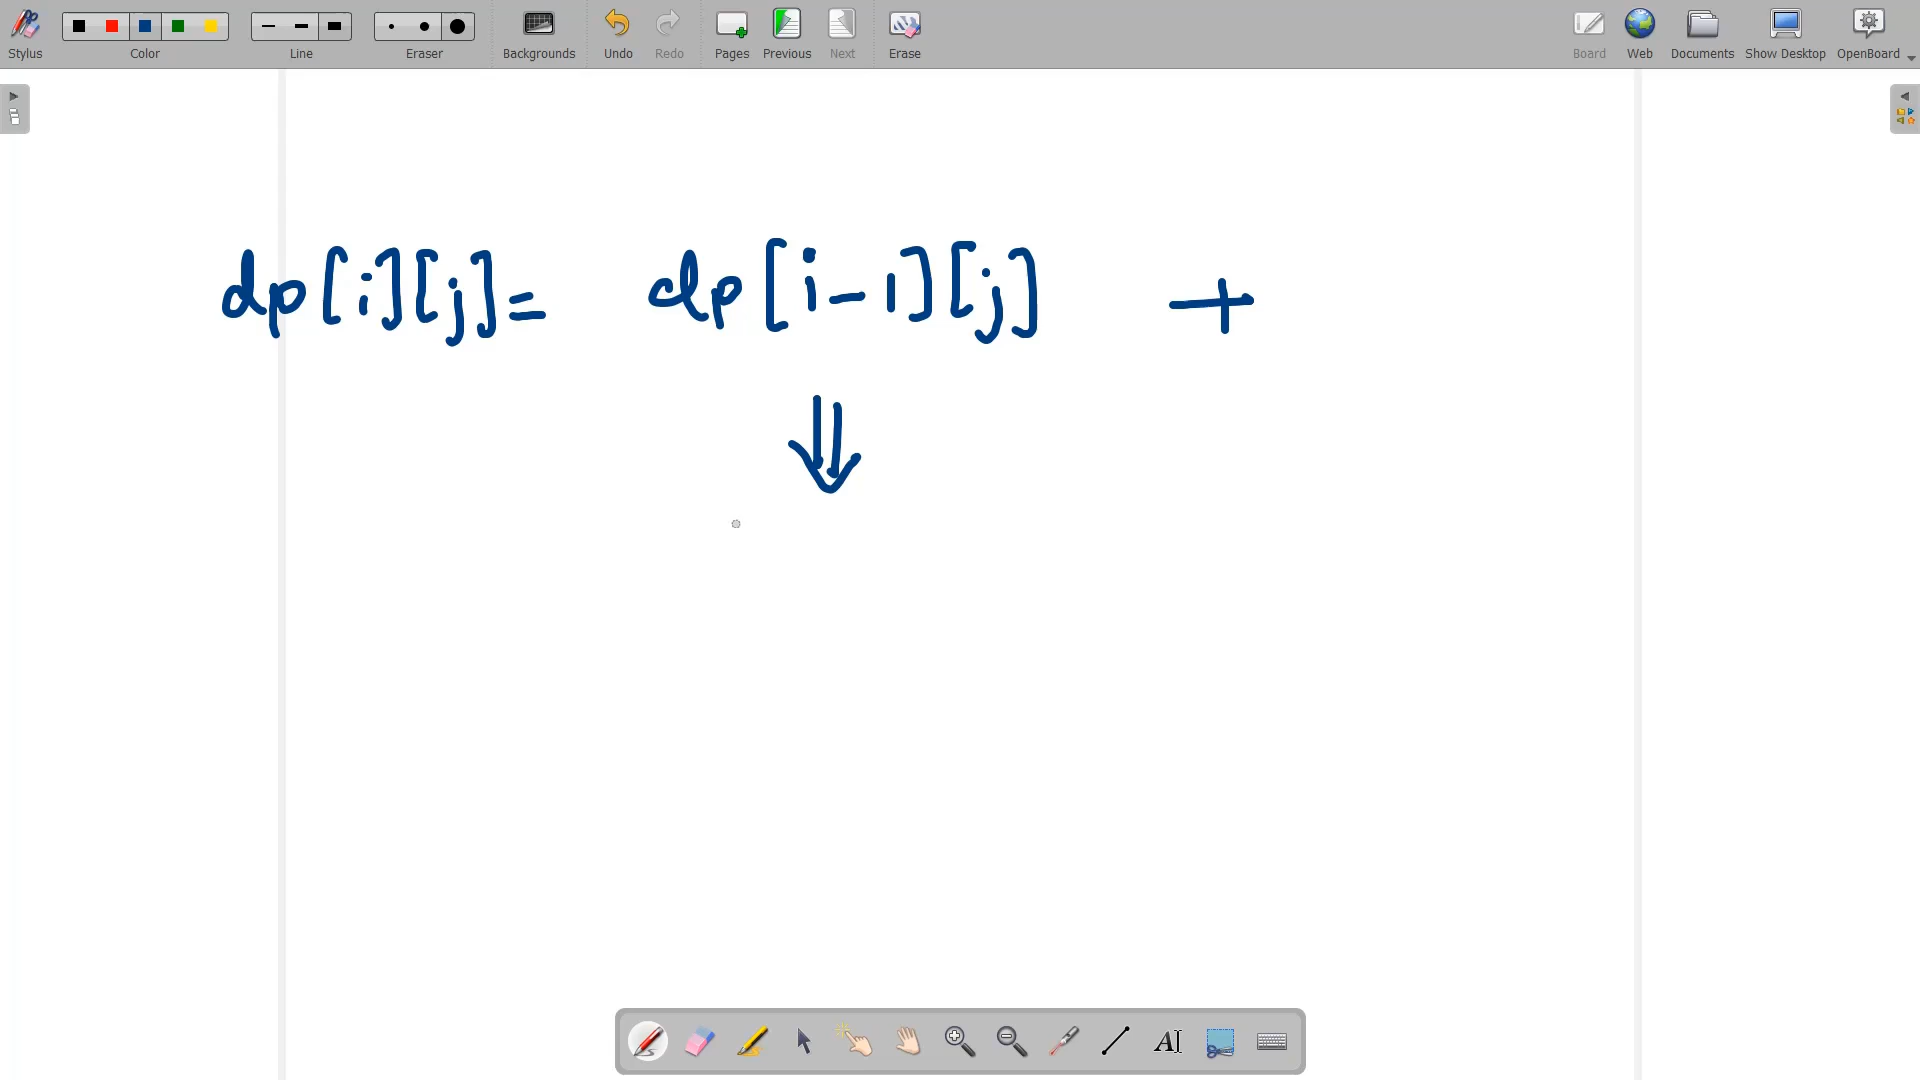 Stylus Color Line Eraser Backgrounds Undo Redo Pages Previous Next Erase Board Web Documents Show Desktop OpenBoard
dp[i][j]= dp[i-1][j] +
⇓
AI